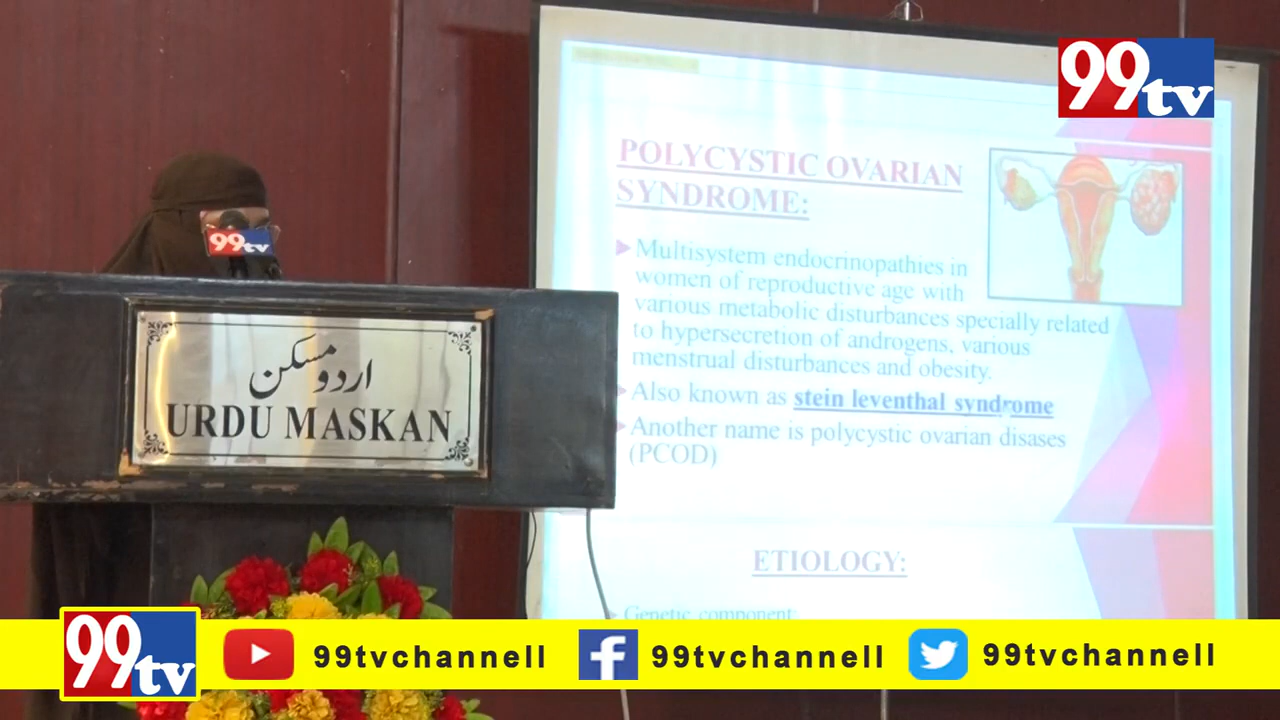 99tv
POLYCYSTIC OVARIAN
SYNDROME:
Multisystem endocrinopathies in
women of reproductive age with
various metabolic disturbances specially related
to hypersecretion of androgens, various
menstrual disturbances and obesity.
Also known as stein leventhal syndrome
Another name is polycystic ovarian disases
(PCOD)
ETIOLOGY:
Genetic component
99tv
اردو مسکن
URDU MASKAN
99tv
99tvchannell
99tvchannell
99tvchannell